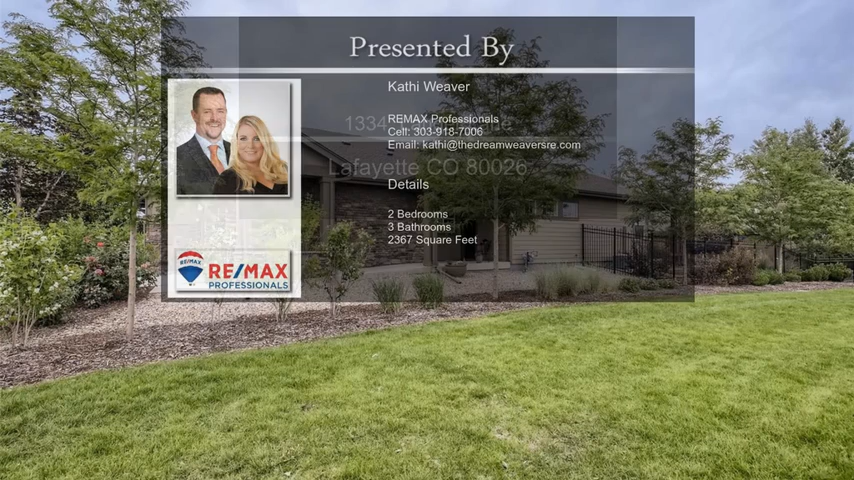 Presented By
Kathi Weaver
REMAX Professionals
1334
Cell: 303-918-7006
Email: kathi@thedreamweaversre.com
Lafayette CO 80026
Details
2 Bedrooms
3 Bathrooms
2367 Square Feet
RE/MAX
RE/MAX
PROFESSIONALS